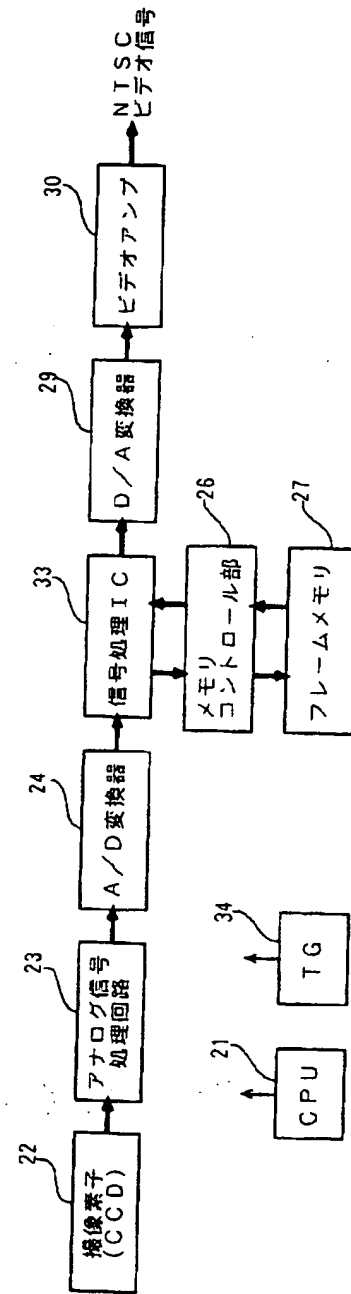 22
撮像素子
(CCD)
23
アナログ信号
処理回路
24
A/D変換器
33
信号処理IC
29
D/A変換器
30
ビデオアンプ
NTSC
ビデオ信号
26
メモリ
コントロール部
27
フレームメモリ
21
CPU
34
TG